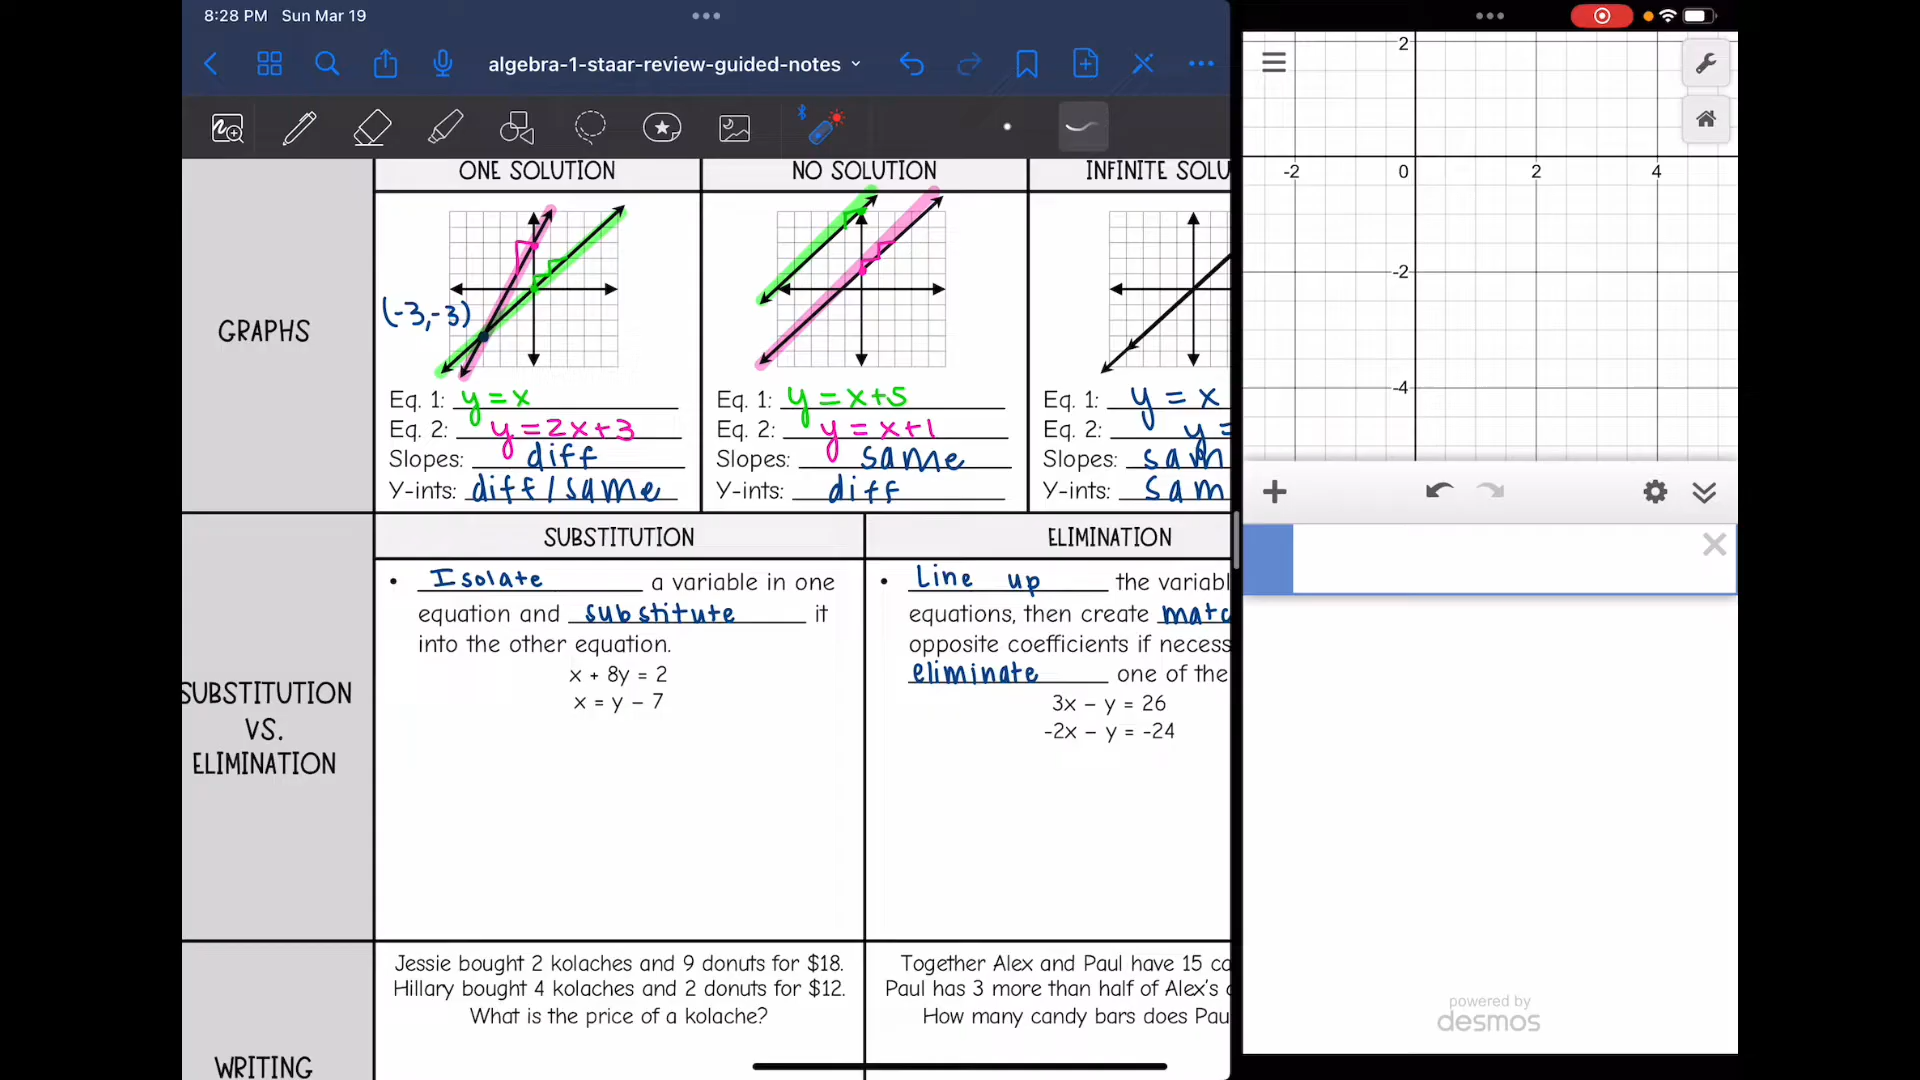 8:28 PM Sun Mar 19
algebra-1-staar-review-guided-notes
ONE SOLUTION
NO SOLUTION
INFINITE SOLU
GRAPHS
(-3,-3)
Eq. 1: y = x
Eq. 2: y = 2x+3
Slopes: diff
Y-ints: diff/same
Eq. 1: y = x+5
Eq. 2: y = x+1
Slopes: same
Y-ints: diff
Eq. 1: y = x
Eq. 2: y =
Slopes: sam
Y-ints: sam
SUBSTITUTION
VS.
ELIMINATION
SUBSTITUTION
• Isolate a variable in one
equation and substitute it
into the other equation.
x + 8y = 2
x = y − 7
ELIMINATION
• Line up the variabl
equations, then create matc
opposite coefficients if necess
eliminate one of the
3x − y = 26
-2x − y = -24
WRITING
Jessie bought 2 kolaches and 9 donuts for $18.
Hillary bought 4 kolaches and 2 donuts for $12.
What is the price of a kolache?
Together Alex and Paul have 15 ca
Paul has 3 more than half of Alex's c
How many candy bars does Pau
2
-2 0 2 4
-2
-4
powered by
desmos